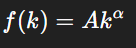 f(k) = Ak^α